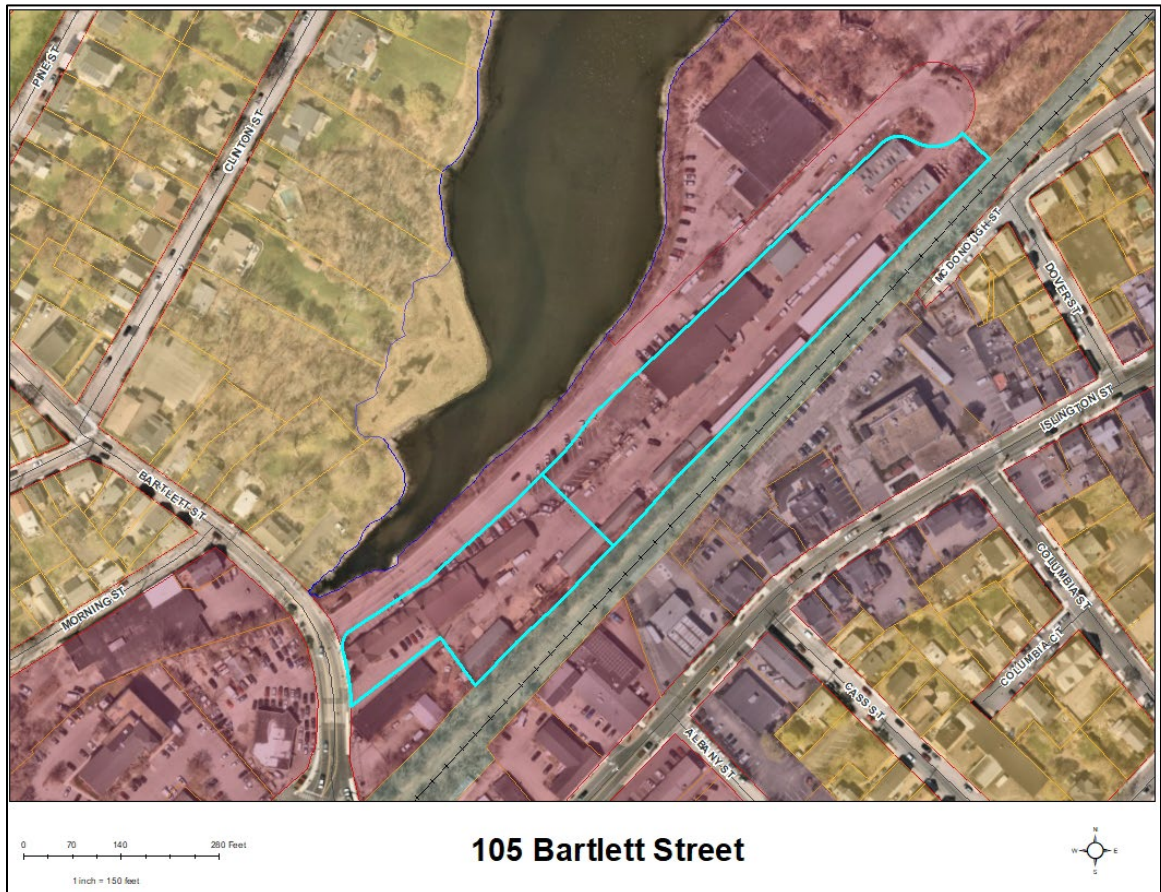 PINE ST
CLINTON ST
MCDONOUGH ST
DOVER ST
ISLINGTON ST
BARTLETT ST
MORNING ST
COLUMBIA ST
COLUMBIA CT
CASS ST
ALBANY ST
0 70 140 280 Feet
1 inch = 150 feet
105 Bartlett Street
N
W E
S